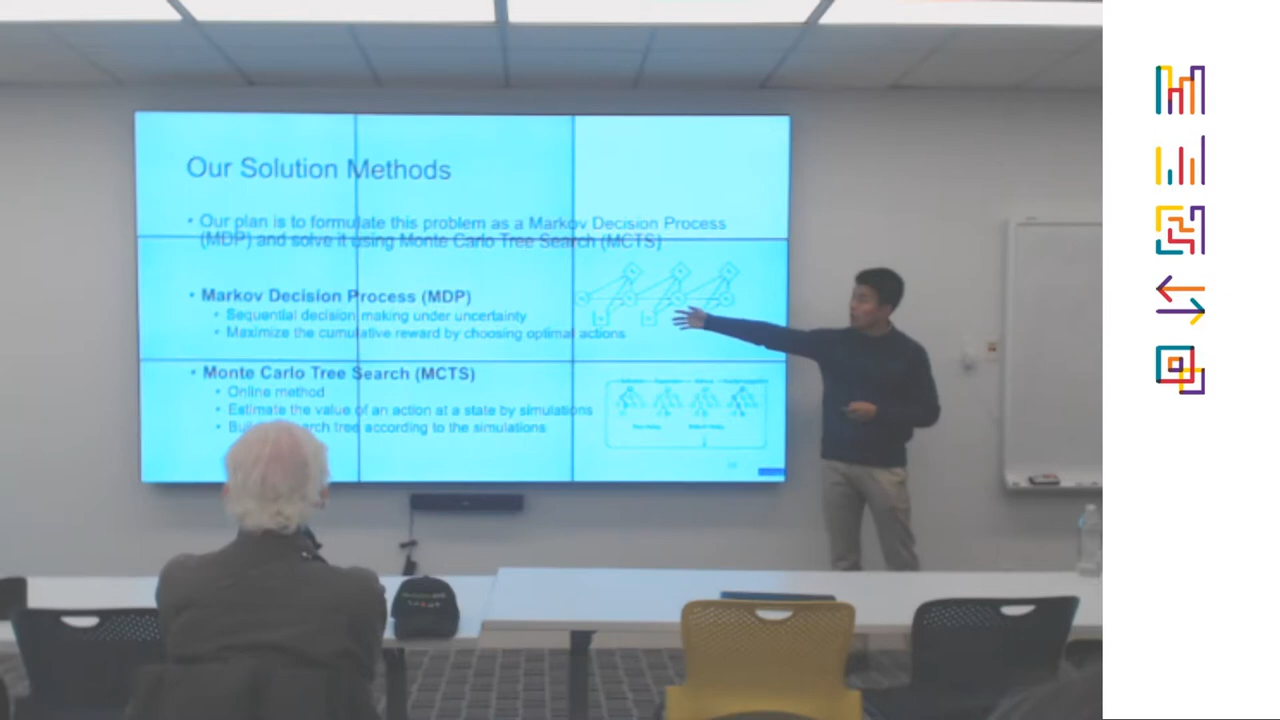 Our Solution Methods
• Our plan is to formulate this problem as a Markov Decision Process
(MDP) and solve it using Monte Carlo Tree Search (MCTS)
• Markov Decision Process (MDP)
• Sequential decision making under uncertainty
• Maximize the cumulative reward by choosing optimal actions
• Monte Carlo Tree Search (MCTS)
• Online method
• Estimate the value of an action at a state by simulations
• tree according to the simulations